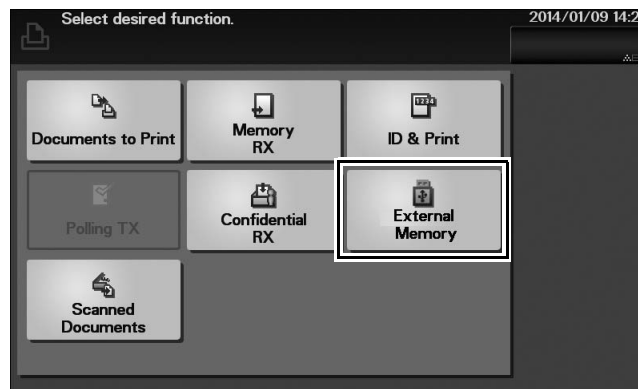 Select desired function.
2014/01/09 14:2
Documents to Print
Memory
RX
1234
ID & Print
Polling TX
Confidential
RX
External
Memory
Scanned
Documents